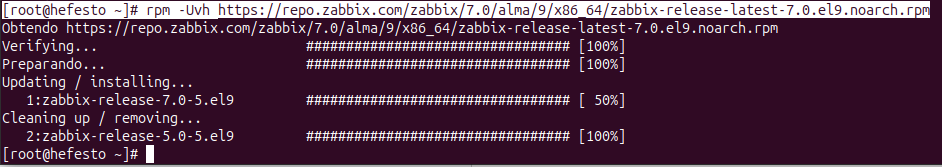 [root@hefesto ~]# rpm -Uvh https://repo.zabbix.com/zabbix/7.0/alma/9/x86_64/zabbix-release-latest-7.0.el9.noarch.rpm
Obtendo https://repo.zabbix.com/zabbix/7.0/alma/9/x86_64/zabbix-release-latest-7.0.el9.noarch.rpm
Verifying... ################################# [100%]
Preparando... ################################# [100%]
Updating / installing...
1:zabbix-release-7.0-5.el9 ################################# [ 50%]
Cleaning up / removing...
2:zabbix-release-5.0-5.el9 ################################# [100%]
[root@hefesto ~]#